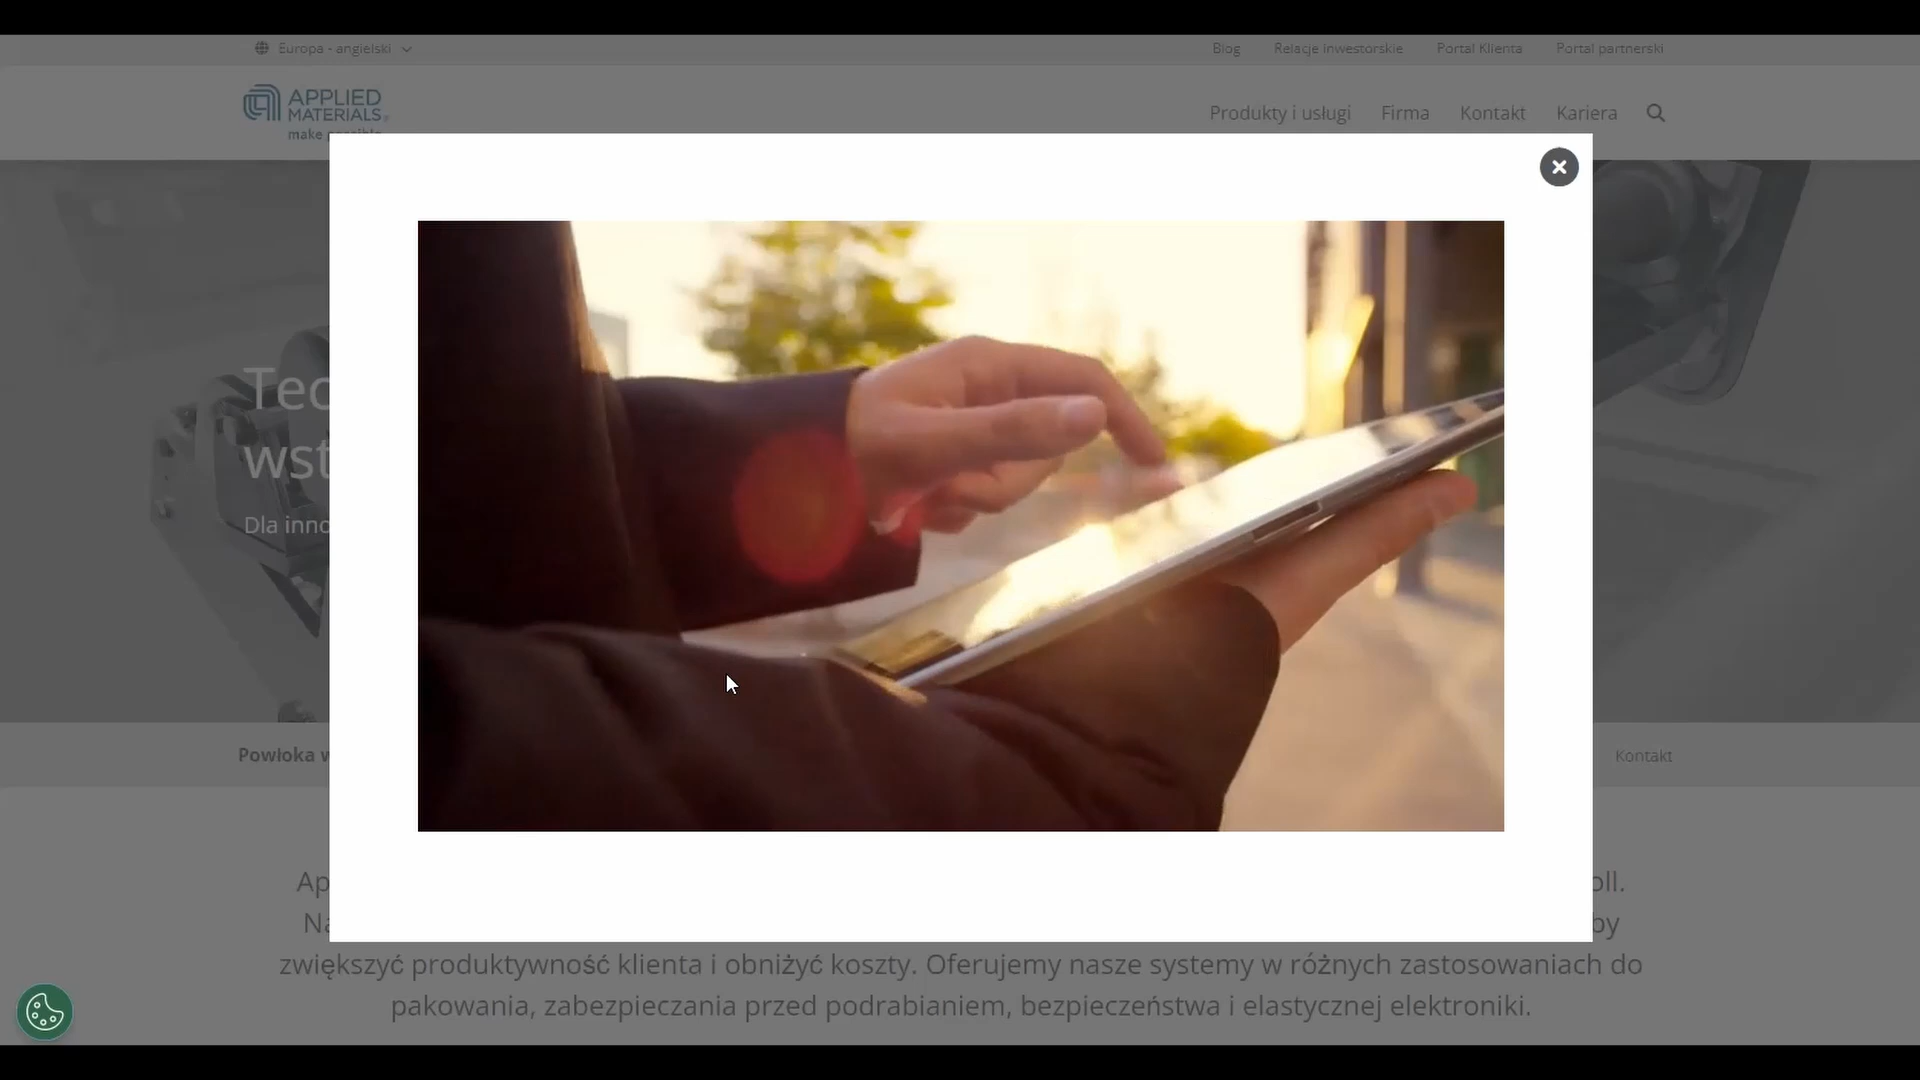 Europa - angielski
Blog
Relacje inwestorskie
Portal Klienta
Portal partnerski
APPLIED
MATERIALS
make possible
Produkty i usługi
Firma
Kontakt
Kariera
Tec
wst
Dla inno
Powłoka w
Kontakt
Ap
oll.
Na
by
zwiększyć produktywność klienta i obniżyć koszty. Oferujemy nasze systemy w różnych zastosowaniach do
pakowania, zabezpieczania przed podrabianiem, bezpieczeństwa i elastycznej elektroniki.